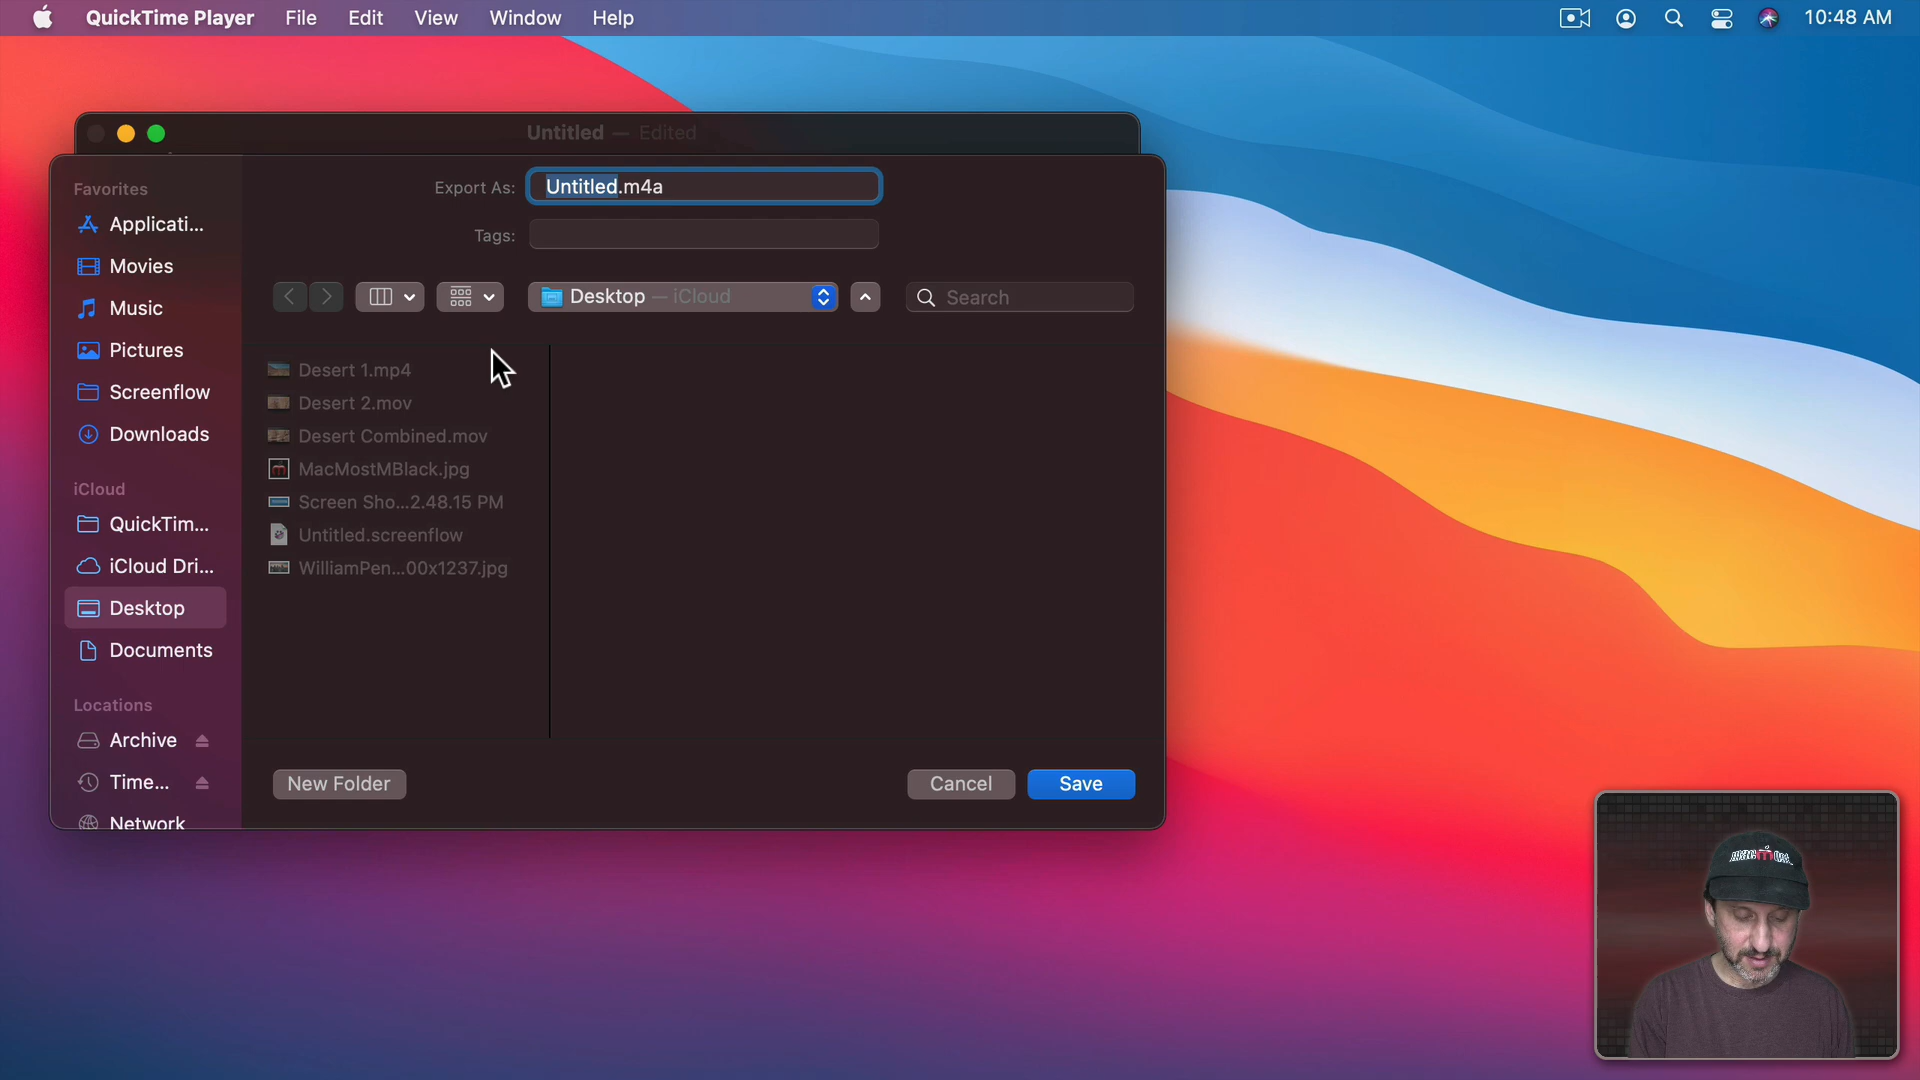 QuickTime Player File Edit View Window Help 10:48 AM
Untitled — Edited
Favorites
Applicati...
Movies
Music
Pictures
Screenflow
Downloads
iCloud
QuickTim...
iCloud Dri...
Desktop
Documents
Locations
Archive
Time...
Network
Export As: Untitled.m4a
Tags:
Desktop — iCloud Search
Desert 1.mp4
Desert 2.mov
Desert Combined.mov
MacMostMBlack.jpg
Screen Sho...2.48.15 PM
Untitled.screenflow
WilliamPen...00x1237.jpg
New Folder Cancel Save